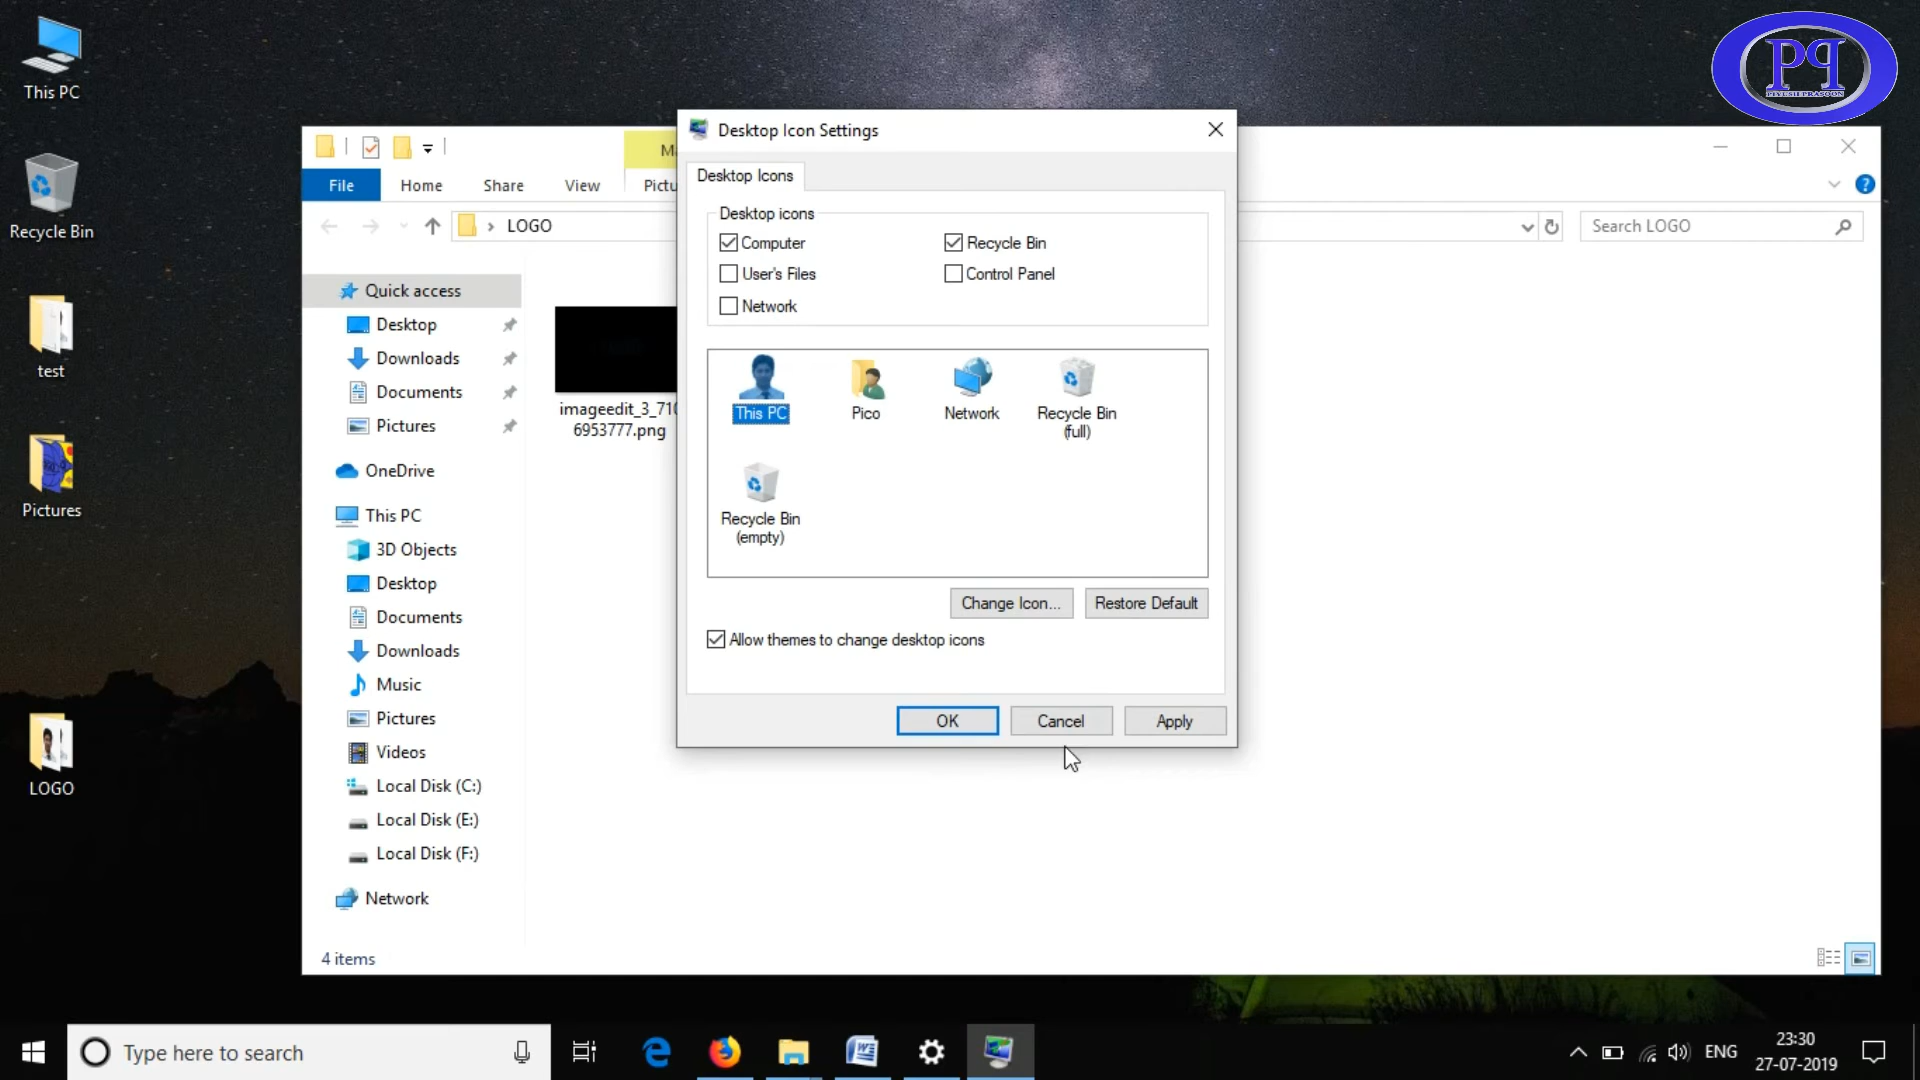 This PC
Recycle Bin
test
Pictures
LOGO
PP
PIYUSH PRASOON
File
Home
Share
View
LOGO
Search LOGO
Quick access
Desktop
Downloads
Documents
Pictures
OneDrive
This PC
3D Objects
Desktop
Documents
Downloads
Music
Pictures
Videos
Local Disk (C:)
Local Disk (E:)
Local Disk (F:)
Network
imageedit_3_710
6953777.png
4 items
Desktop Icon Settings
Desktop Icons
Desktop icons
Computer
Recycle Bin
User's Files
Control Panel
Network
This PC
Pico
Network
Recycle Bin
(full)
Recycle Bin
(empty)
Change Icon...
Restore Default
Allow themes to change desktop icons
OK
Cancel
Apply
Type here to search
ENG
23:30
27-07-2019